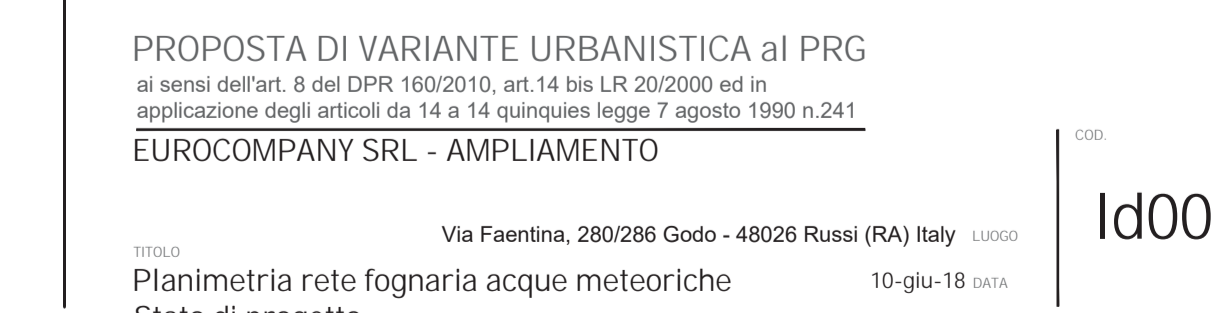 PROPOSTA DI VARIANTE URBANISTICA al PRG
ai sensi dell'art. 8 del DPR 160/2010, art.14 bis LR 20/2000 ed in
applicazione degli articoli da 14 a 14 quinquies legge 7 agosto 1990 n.241
EUROCOMPANY SRL - AMPLIAMENTO
COD.
Id00
Via Faentina, 280/286 Godo - 48026 Russi (RA) Italy LUOGO
TITOLO
Planimetria rete fognaria acque meteoriche
10-giu-18 DATA
Stato di progetto